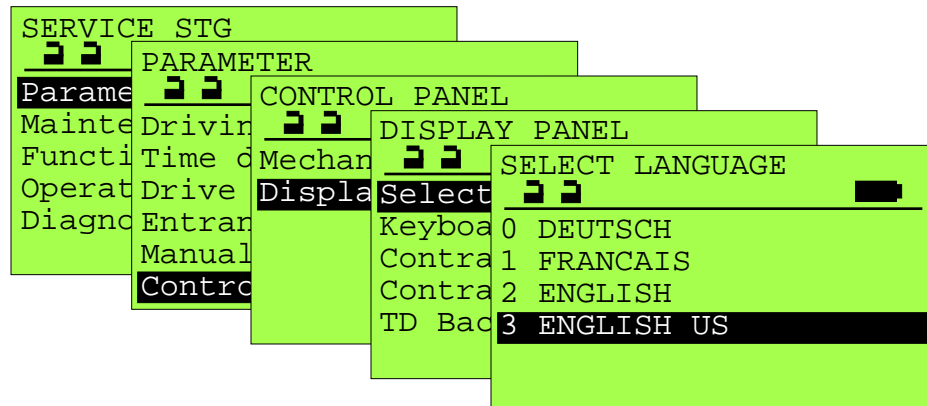 SERVICE STG
Parame
Mainte
Functi
Operat
Diagno
PARAMETER
Drivin
Time d
Drive
Entran
Manual
Contro
CONTROL PANEL
Mechan
Displa
DISPLAY PANEL
Select
Keyboa
Contra
Contra
TD Bac
SELECT LANGUAGE
0 DEUTSCH
1 FRANCAIS
2 ENGLISH
3 ENGLISH US